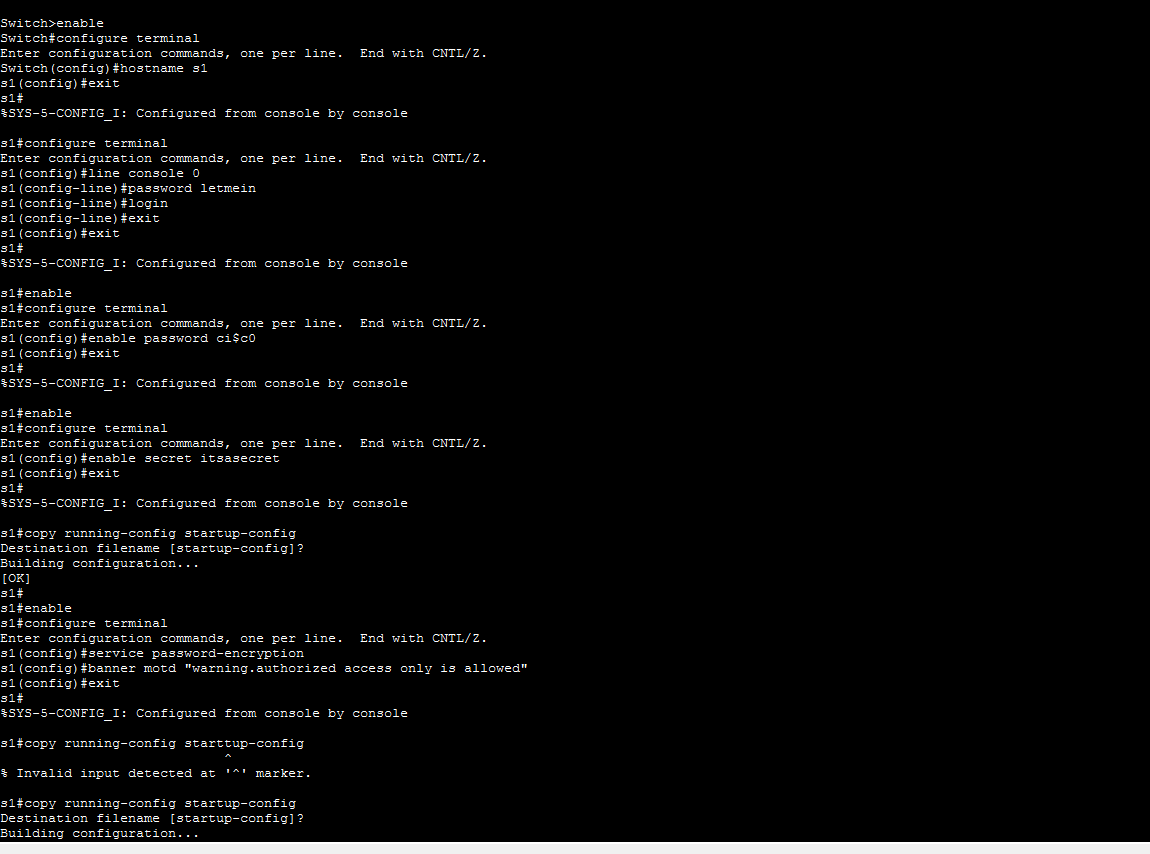 Switch>enable
Switch#configure terminal
Enter configuration commands, one per line.  End with CNTL/Z.
Switch(config)#hostname s1
s1(config)#exit
s1#
%SYS-5-CONFIG_I: Configured from console by console
s1#configure terminal
Enter configuration commands, one per line.  End with CNTL/Z.
s1(config)#line console 0
s1(config-line)#password letmein
s1(config-line)#login
s1(config-line)#exit
s1(config)#exit
s1#
%SYS-5-CONFIG_I: Configured from console by console
s1#enable
s1#configure terminal
Enter configuration commands, one per line.  End with CNTL/Z.
s1(config)#enable password ci$c0
s1(config)#exit
s1#
%SYS-5-CONFIG_I: Configured from console by console
s1#enable
s1#configure terminal
Enter configuration commands, one per line.  End with CNTL/Z.
s1(config)#enable secret itsasecret
s1(config)#exit
s1#
%SYS-5-CONFIG_I: Configured from console by console
s1#copy running-config startup-config
Destination filename [startup-config]?
Building configuration...
[OK]
s1#
s1#enable
s1#configure terminal
Enter configuration commands, one per line.  End with CNTL/Z.
s1(config)#service password-encryption
s1(config)#banner motd "warning.authorized access only is allowed"
s1(config)#exit
s1#
%SYS-5-CONFIG_I: Configured from console by console
s1#copy running-config starttup-config
^
% Invalid input detected at '^' marker.
s1#copy running-config startup-config
Destination filename [startup-config]?
Building configuration...